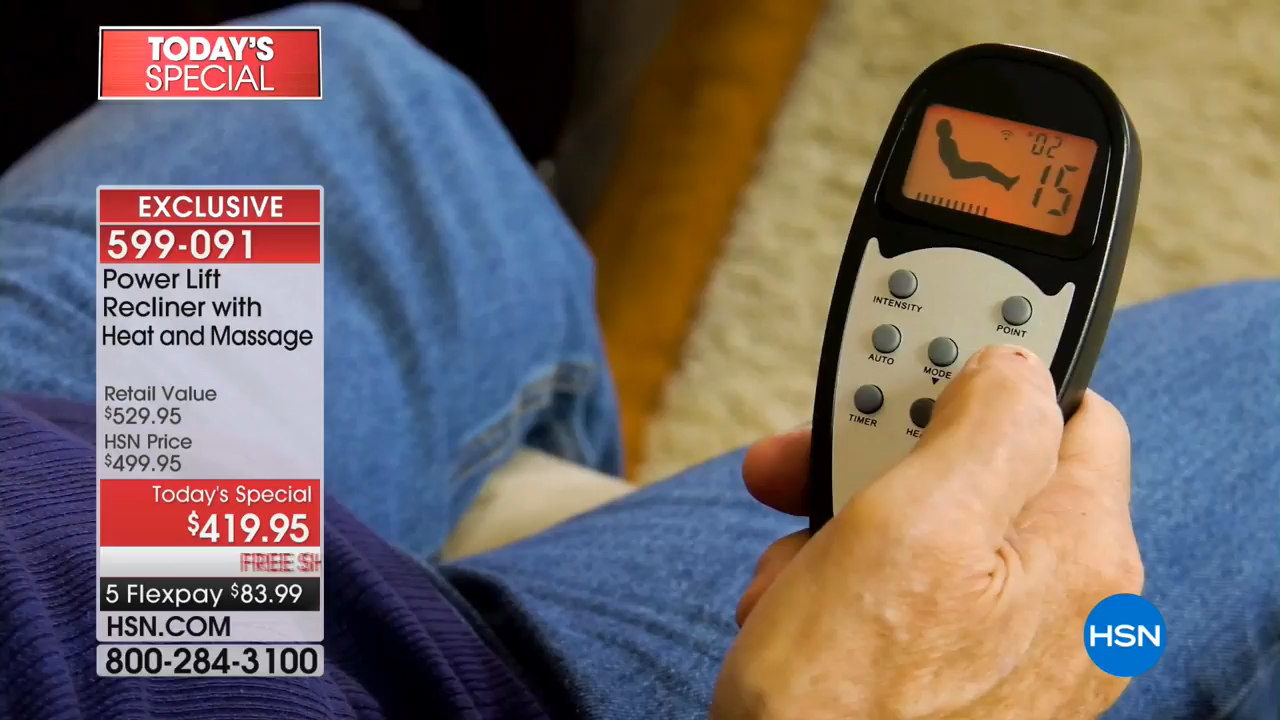 TODAY'S
SPECIAL
EXCLUSIVE
599-091
Power Lift
Recliner with
Heat and Massage
Retail Value
$529.95
HSN Price
$499.95
Today's Special
$419.95
FREE SH
5 Flexpay $83.99
HSN.COM
800-284-3100
02
15
INTENSITY
POINT
AUTO
MODE
TIMER
HSN